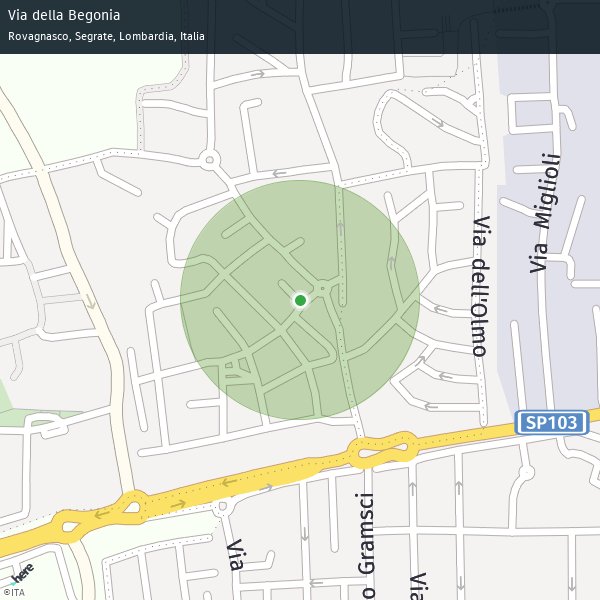 Via della Begonia
Rovagnasco, Segrate, Lombardia, Italia
Via Miglioli
Via dell'Olmo
SP103
o Gramsci
Via
Via
here
©ITA